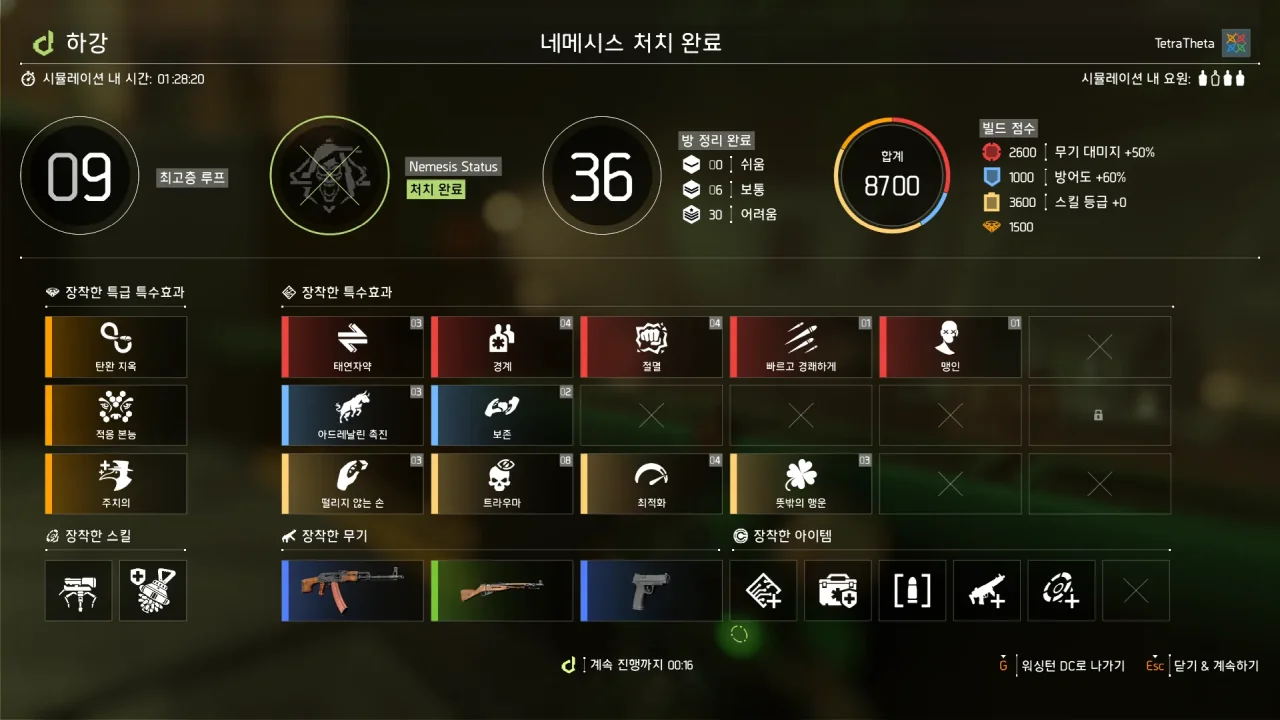 하강
네메시스 처치 완료
TetraTheta
시뮬레이션 내 시간: 01:28:20
시뮬레이션 내 요원:
09
최고층 루프
Nemesis Status
처치 완료
36
방 정리 완료
00 쉬움
06 보통
30 어려움
합계
8700
빌드 점수
2600 무기 대미지 +50%
1000 방어도 +60%
3600 스킬 등급 +0
1500
장착한 특급 특수효과
장착한 특수효과
탄환 지옥
03
태연자약
04
경계
04
절멸
01
빠르고 경쾌하게
01
맹인
적응 본능
03
아드레날린 촉진
02
보존
주치의
03
떨리지 않는 손
08
트라우마
04
최적화
03
뜻밖의 행운
장착한 스킬
장착한 무기
장착한 아이템
계속 진행까지 00:16
G 워싱턴 DC로 나가기
Esc 닫기 & 계속하기